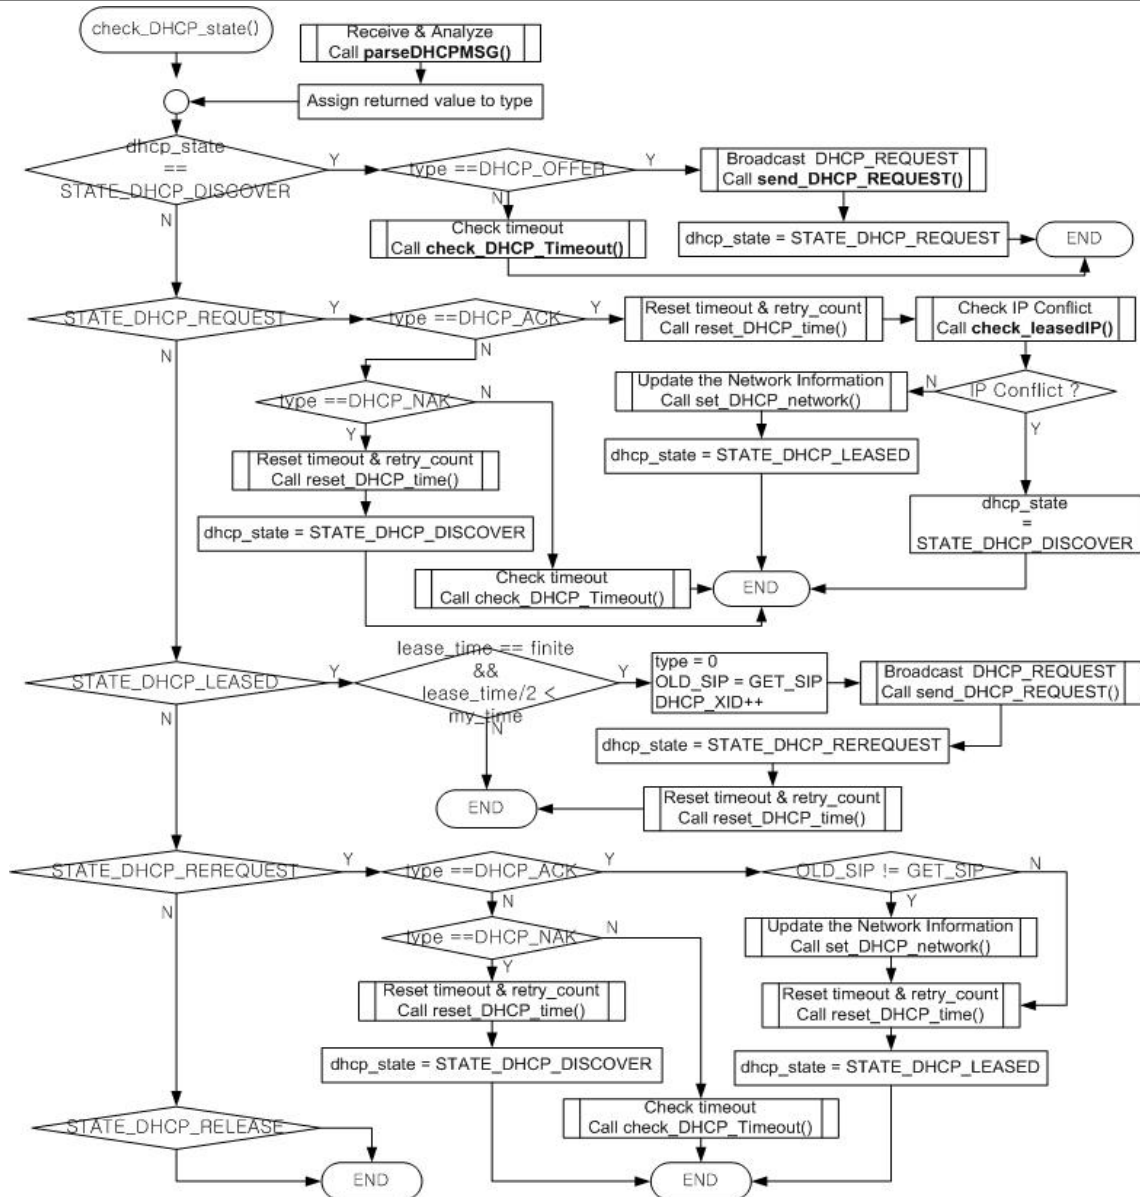 check_DHCP_state()
Receive & Analyze
Call parseDHCPMSG()
Assign returned value to type
dhcp_state
==
STATE_DHCP_DISCOVER
Y
type ==DHCP_OFFER
Y
Broadcast DHCP_REQUEST
Call send_DHCP_REQUEST()
N
N
Check timeout
Call check_DHCP_Timeout()
dhcp_state = STATE_DHCP_REQUEST
END
STATE_DHCP_REQUEST
Y
type ==DHCP_ACK
Y
Reset timeout & retry_count
Call reset_DHCP_time()
Check IP Conflict
Call check_leasedIP()
N
N
type ==DHCP_NAK
N
Update the Network Information
Call set_DHCP_network()
N
IP Conflict ?
Y
Y
Reset timeout & retry_count
Call reset_DHCP_time()
dhcp_state = STATE_DHCP_LEASED
dhcp_state = STATE_DHCP_DISCOVER
dhcp_state
=
STATE_DHCP_DISCOVER
Check timeout
Call check_DHCP_Timeout()
END
STATE_DHCP_LEASED
Y
lease_time == finite
&&
lease_time/2 <
my_time
Y
type = 0
OLD_SIP = GET_SIP
DHCP_XID++
Broadcast DHCP_REQUEST
Call send_DHCP_REQUEST()
N
N
dhcp_state = STATE_DHCP_REREQUEST
END
Reset timeout & retry_count
Call reset_DHCP_time()
STATE_DHCP_REREQUEST
Y
type ==DHCP_ACK
Y
OLD_SIP != GET_SIP
N
N
N
Y
type ==DHCP_NAK
N
Update the Network Information
Call set_DHCP_network()
Y
Reset timeout & retry_count
Call reset_DHCP_time()
Reset timeout & retry_count
Call reset_DHCP_time()
dhcp_state = STATE_DHCP_DISCOVER
dhcp_state = STATE_DHCP_LEASED
STATE_DHCP_RELEASE
Check timeout
Call check_DHCP_Timeout()
END
END